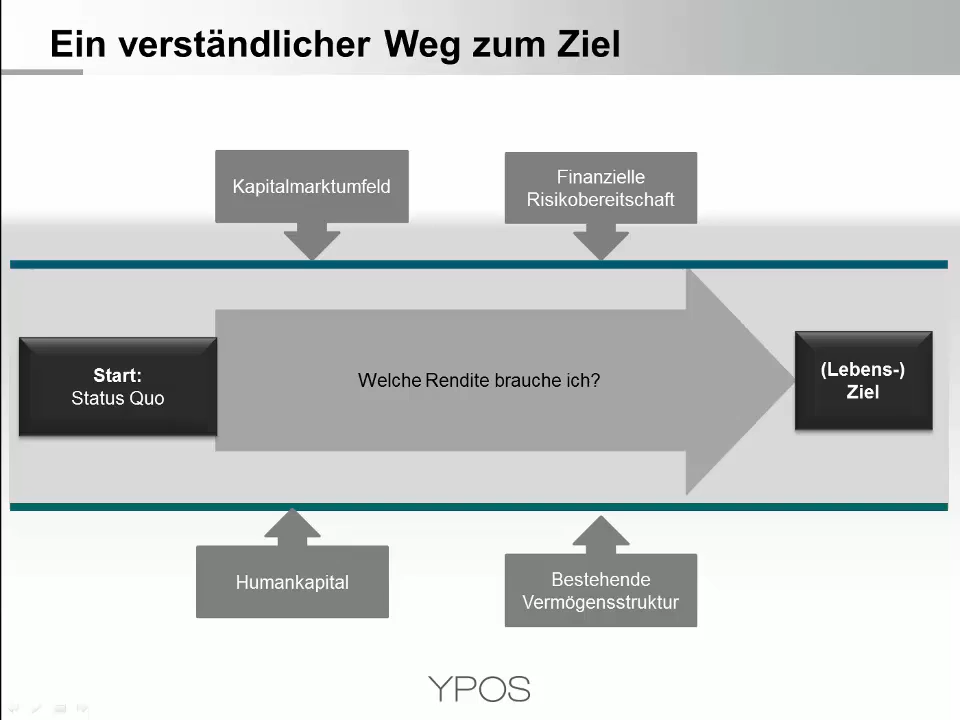 Ein verständlicher Weg zum Ziel
Kapitalmarktumfeld
Finanzielle
Risikobereitschaft
Start:
Status Quo
Welche Rendite brauche ich?
(Lebens-)
Ziel
Humankapital
Bestehende
Vermögensstruktur
YPOS